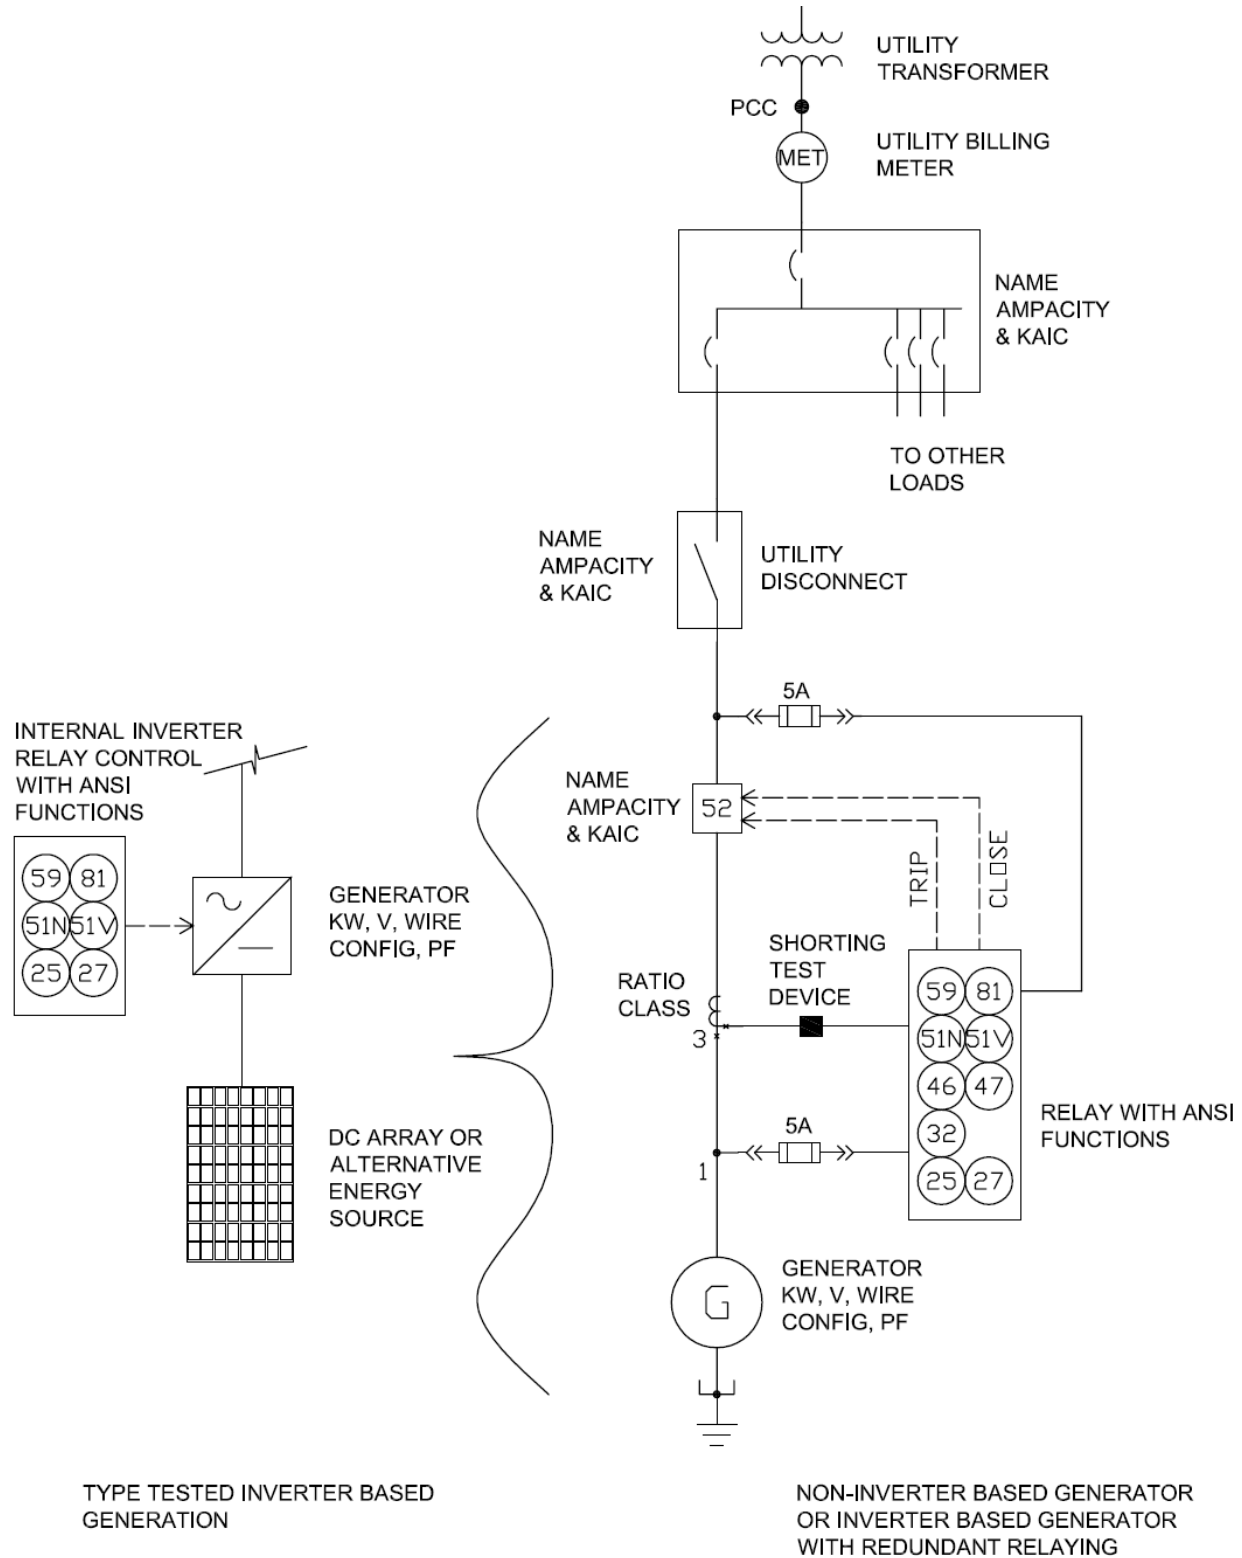 UTILITY
TRANSFORMER
PCC
UTILITY BILLING
METER
MET
NAME
AMPACITY
& KAIC
TO OTHER
LOADS
NAME
AMPACITY
& KAIC
UTILITY
DISCONNECT
5A
INTERNAL INVERTER
RELAY CONTROL
WITH ANSI
FUNCTIONS
NAME
AMPACITY
& KAIC
52
TRIP
CLOSE
59 81
51N 51V
25 27
GENERATOR
KW, V, WIRE
CONFIG, PF
RATIO
CLASS
SHORTING
TEST
DEVICE
3
59 81
51N 51V
46 47
32
25 27
RELAY WITH ANSI
FUNCTIONS
5A
1
DC ARRAY OR
ALTERNATIVE
ENERGY
SOURCE
G
GENERATOR
KW, V, WIRE
CONFIG, PF
TYPE TESTED INVERTER BASED
GENERATION
NON-INVERTER BASED GENERATOR
OR INVERTER BASED GENERATOR
WITH REDUNDANT RELAYING